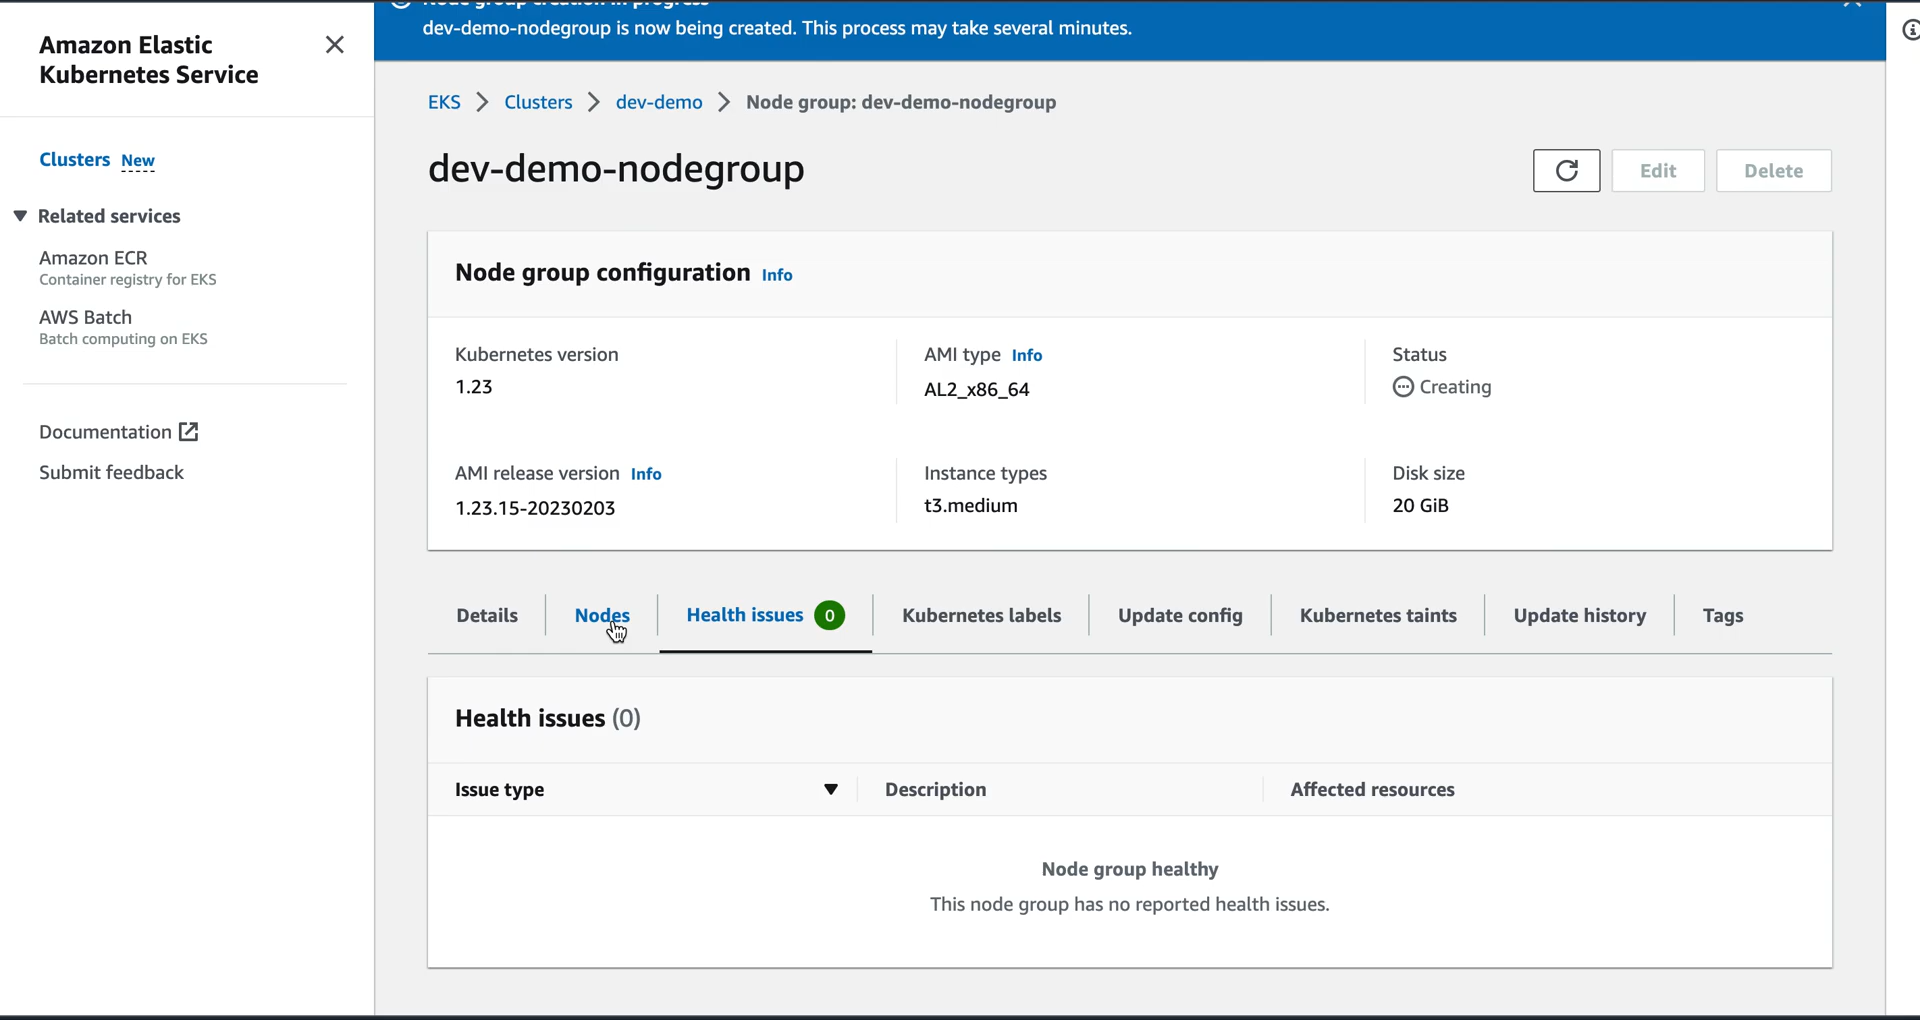 Node group creation in progress
dev-demo-nodegroup is now being created. This process may take several minutes.
Amazon Elastic
Kubernetes Service
Clusters New
Related services
Amazon ECR
Container registry for EKS
AWS Batch
Batch computing on EKS
Documentation
Submit feedback
EKS > Clusters > dev-demo > Node group: dev-demo-nodegroup
dev-demo-nodegroup
Edit
Delete
Node group configuration Info
Kubernetes version
1.23
AMI type Info
AL2_x86_64
Status
Creating
AMI release version Info
1.23.15-20230203
Instance types
t3.medium
Disk size
20 GiB
Details
Nodes
Health issues 0
Kubernetes labels
Update config
Kubernetes taints
Update history
Tags
Health issues (0)
Issue type
Description
Affected resources
Node group healthy
This node group has no reported health issues.